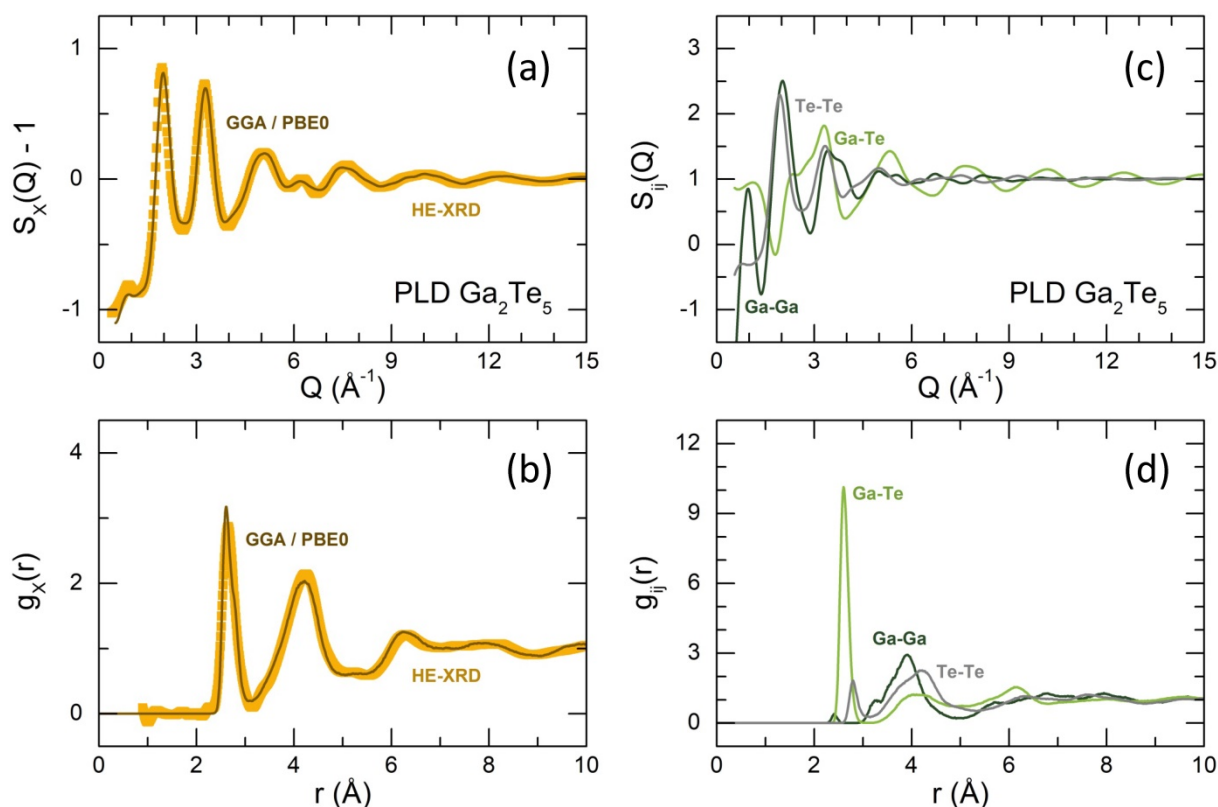 (a)
1
0
-1
S_X(Q) - 1
GGA / PBE0
HE-XRD
PLD Ga₂Te₅
0 3 6 9 12 15
Q (Å⁻¹)
(c)
3
2
1
0
-1
S_ij(Q)
Te-Te
Ga-Te
Ga-Ga
PLD Ga₂Te₅
0 3 6 9 12 15
Q (Å⁻¹)
(b)
4
2
0
g_X(r)
GGA / PBE0
HE-XRD
0 2 4 6 8 10
r (Å)
(d)
12
9
6
3
0
g_ij(r)
Ga-Te
Ga-Ga
Te-Te
0 2 4 6 8 10
r (Å)